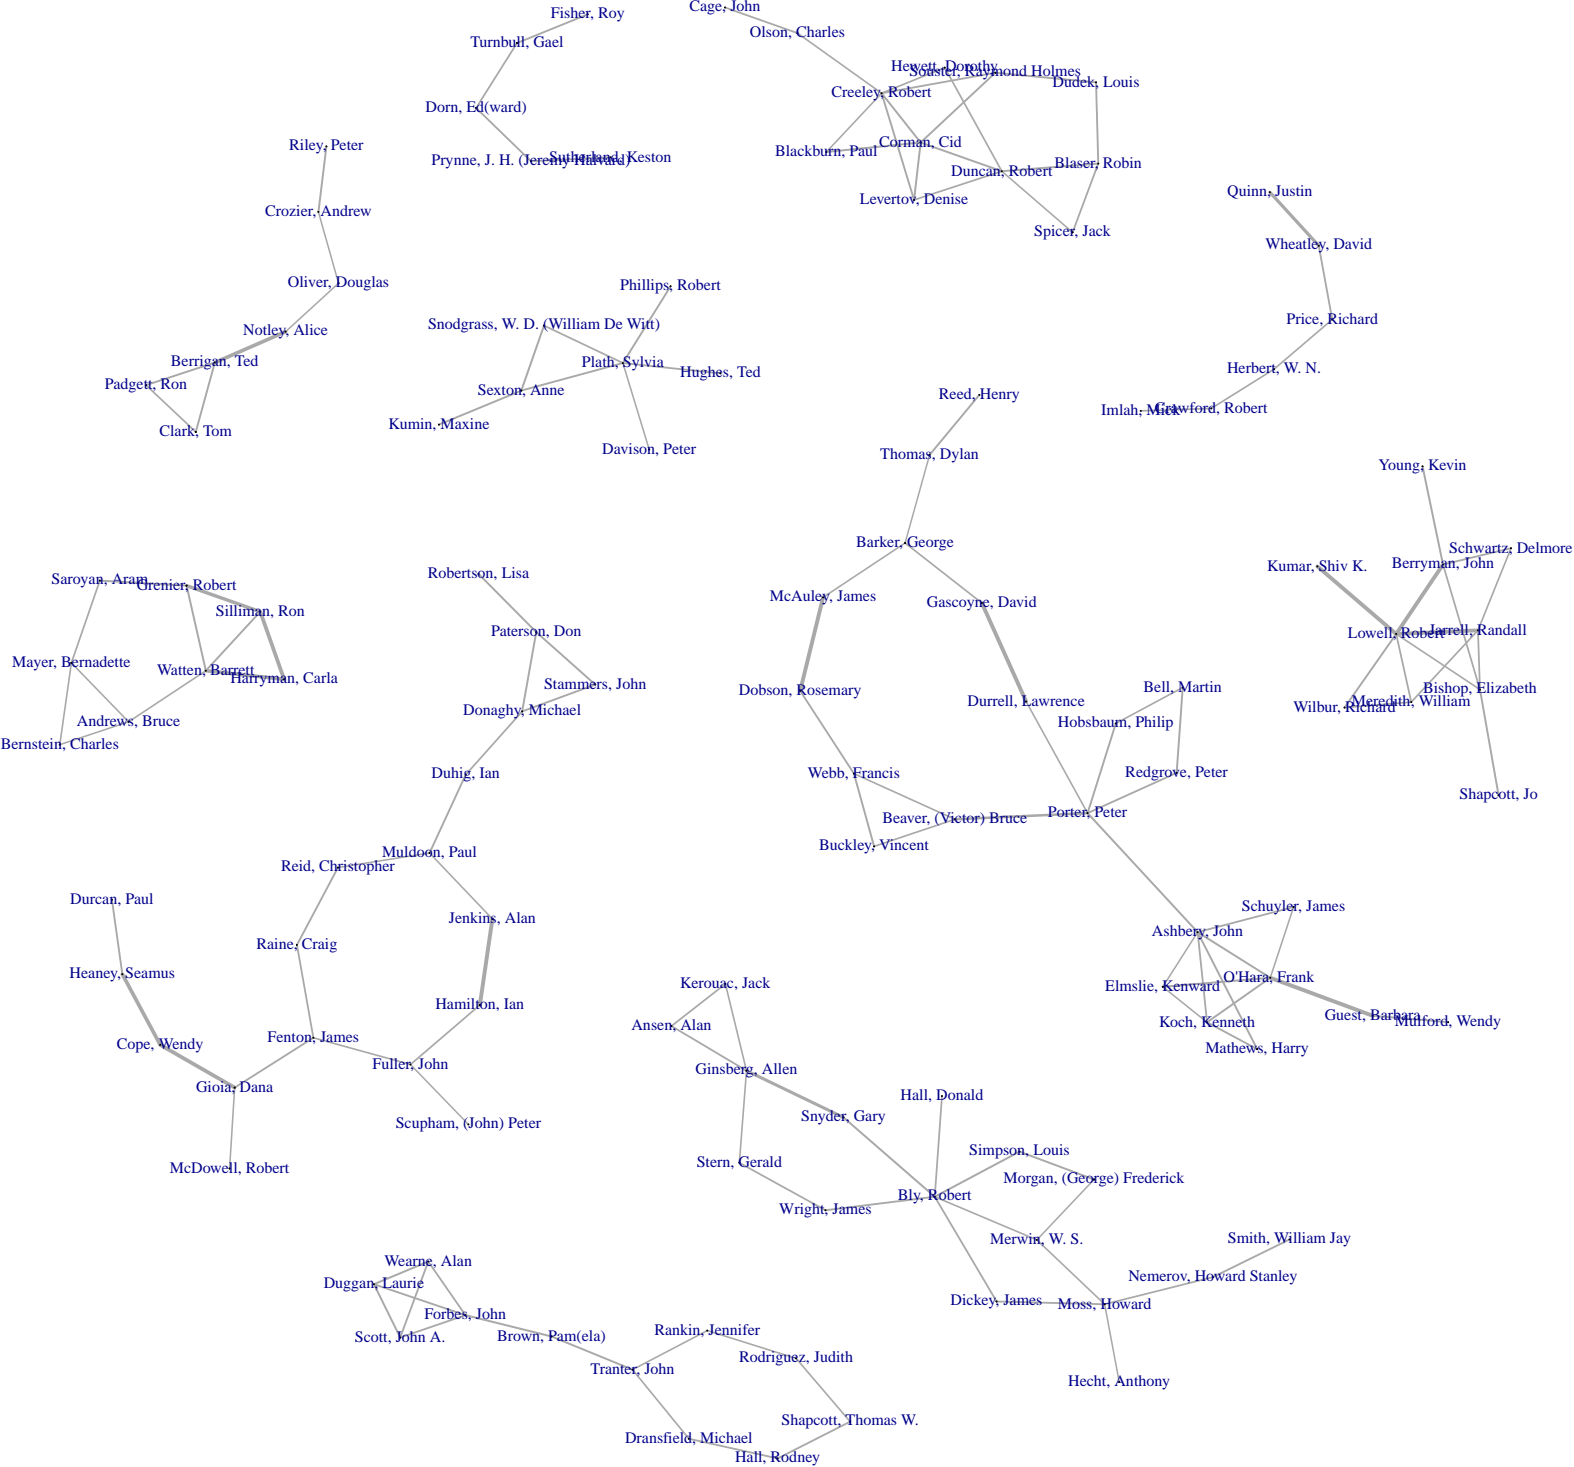 Cage, John
Fisher, Roy
Olson, Charles
Turnbull, Gael
Hewett, Dorothy
Souster, Raymond Holmes
Dudek, Louis
Creeley, Robert
Dorn, Ed(ward)
Corman, Cid
Riley, Peter
Blackburn, Paul
Prynne, J. H. (Jeremy Halvard)
Sutherland, Keston
Blaser, Robin
Duncan, Robert
Quinn, Justin
Levertov, Denise
Crozier, Andrew
Spicer, Jack
Wheatley, David
Oliver, Douglas
Phillips, Robert
Price, Richard
Snodgrass, W. D. (William De Witt)
Notley, Alice
Berrigan, Ted
Plath, Sylvia
Herbert, W. N.
Hughes, Ted
Padgett, Ron
Sexton, Anne
Reed, Henry
Imlah, Mick
Crawford, Robert
Kumin, Maxine
Clark, Tom
Davison, Peter
Thomas, Dylan
Young, Kevin
Barker, George
Schwartz, Delmore
Berryman, John
Kumar, Shiv K.
Robertson, Lisa
Saroyan, Aram
Grenier, Robert
McAuley, James
Gascoyne, David
Silliman, Ron
Paterson, Don
Lowell, Robert
Jarrell, Randall
Mayer, Bernadette
Watten, Barrett
Harryman, Carla
Stammers, John
Dobson, Rosemary
Bell, Martin
Bishop, Elizabeth
Durrell, Lawrence
Meredith, William
Wilbur, Richard
Donaghy, Michael
Andrews, Bruce
Hobsbaum, Philip
Bernstein, Charles
Duhig, Ian
Webb, Francis
Redgrove, Peter
Shapcott, Jo
Porter, Peter
Beaver, (Victor) Bruce
Buckley, Vincent
Muldoon, Paul
Reid, Christopher
Durcan, Paul
Schuyler, James
Jenkins, Alan
Ashbery, John
Raine, Craig
Heaney, Seamus
O'Hara, Frank
Kerouac, Jack
Elmslie, Kenward
Hamilton, Ian
Guest, Barbara
Mulford, Wendy
Koch, Kenneth
Ansen, Alan
Fenton, James
Cope, Wendy
Mathews, Harry
Fuller, John
Ginsberg, Allen
Gioia, Dana
Hall, Donald
Snyder, Gary
Scupham, (John) Peter
Simpson, Louis
Stern, Gerald
McDowell, Robert
Morgan, (George) Frederick
Bly, Robert
Wright, James
Merwin, W. S.
Smith, William Jay
Wearne, Alan
Nemerov, Howard Stanley
Duggan, Laurie
Dickey, James
Moss, Howard
Forbes, John
Rankin, Jennifer
Scott, John A.
Brown, Pam(ela)
Rodriguez, Judith
Tranter, John
Hecht, Anthony
Shapcott, Thomas W.
Dransfield, Michael
Hall, Rodney